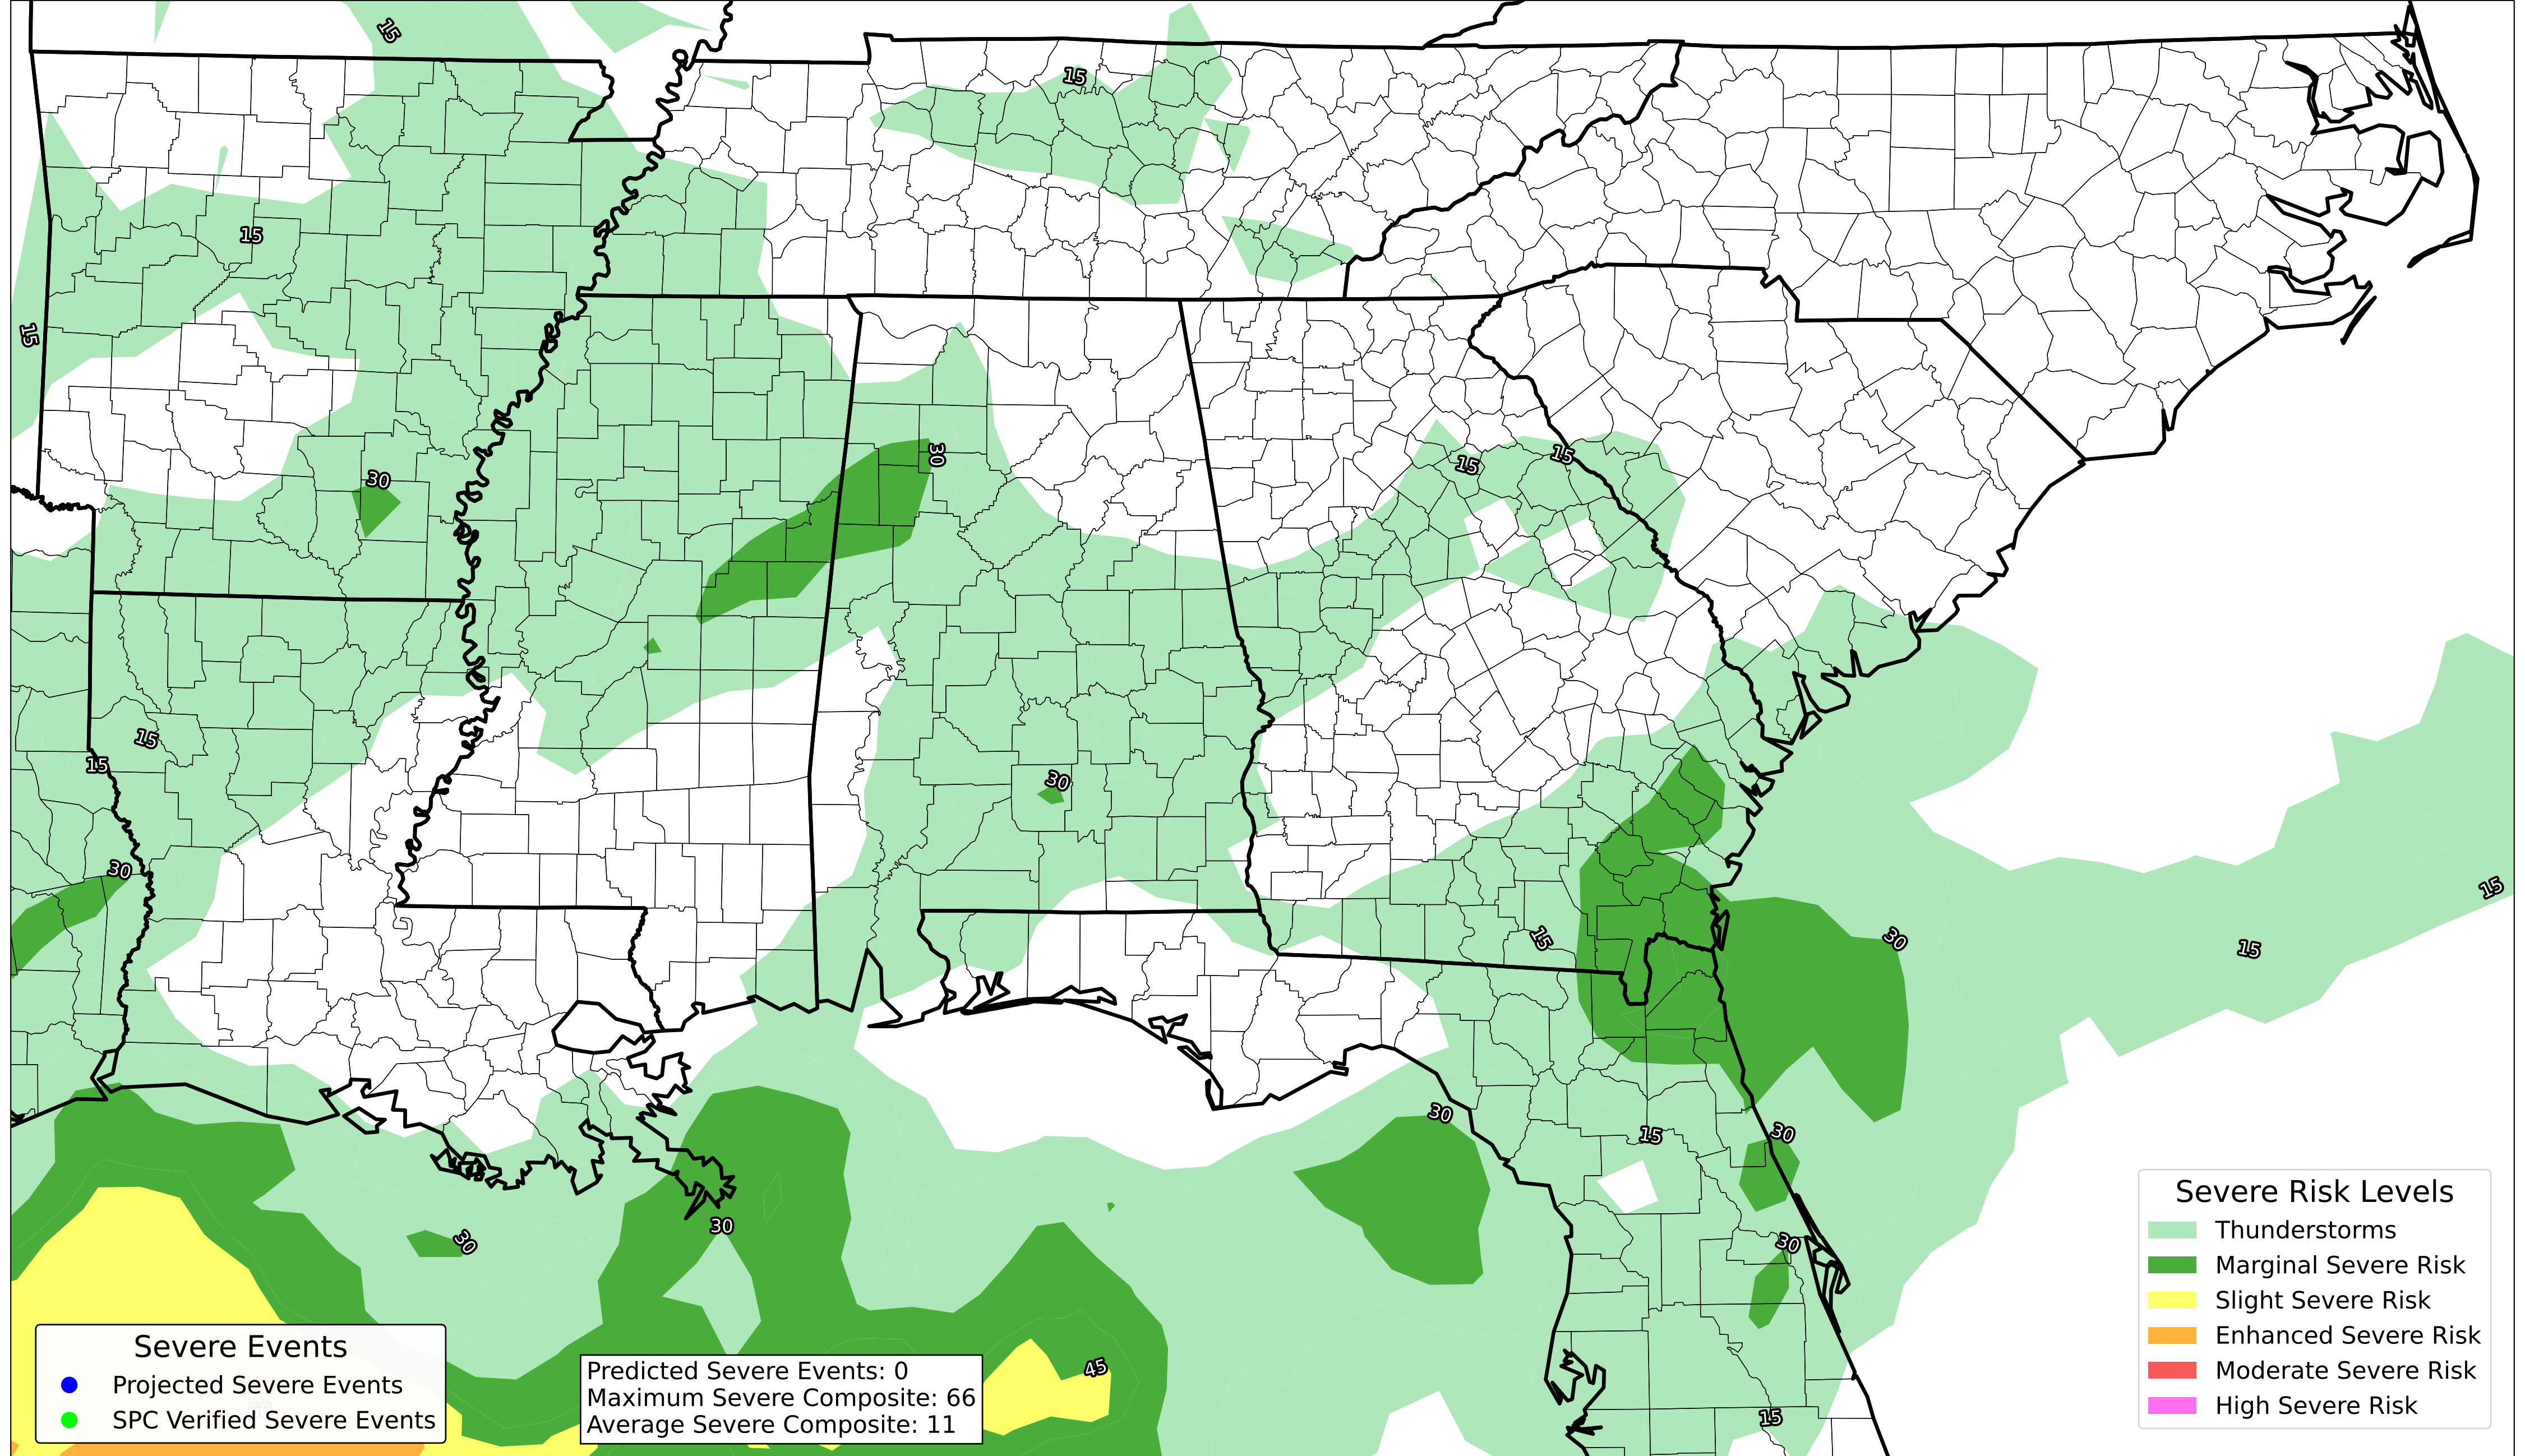 15
15
15
15
30
30
15
15
30
15
15
30
30
15
15
30
15
30
30
15
30
30
30
45
15
Severe Risk Levels
Thunderstorms
Marginal Severe Risk
Slight Severe Risk
Enhanced Severe Risk
Moderate Severe Risk
High Severe Risk
Severe Events
Projected Severe Events
SPC Verified Severe Events
Predicted Severe Events: 0
Maximum Severe Composite: 66
Average Severe Composite: 11